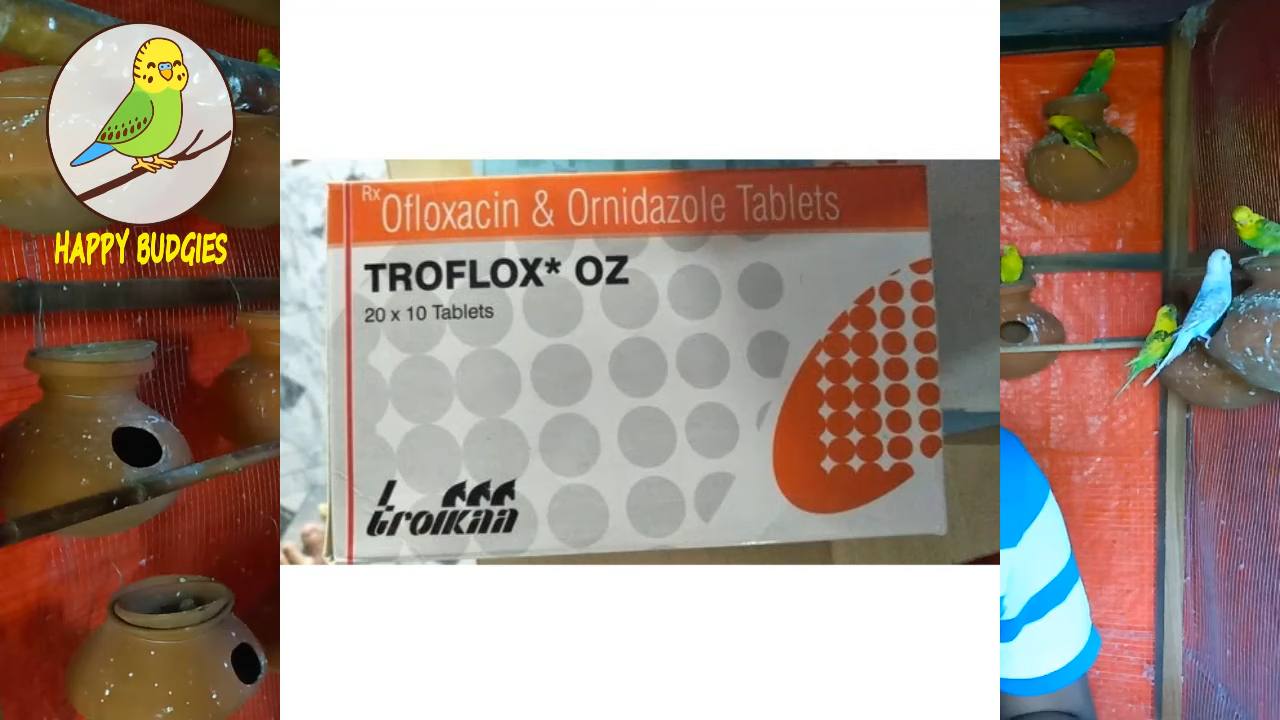 HAPPY BUDGIES
Rx Ofloxacin & Ornidazole Tablets
TROFLOX* OZ
20 x 10 Tablets
troikaa